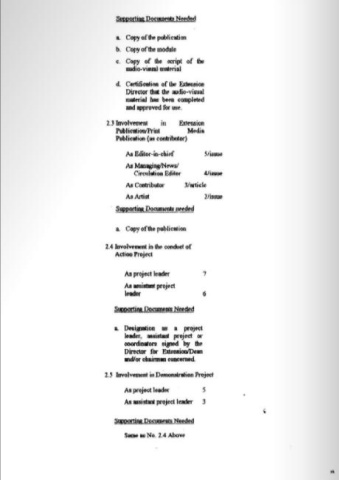 Supporting Documents Needed
a. Copy of the publication
b. Copy of the module
c. Copy of the script of the
audio-visual material
d. Certification of the Extension
Director that the audio-visual
material has been completed
and approved for use.
2.3 Involvement in Extension
Publication/Print Media
Publication (as contributor)
As Editor-in-chief 5/issue
As Managing/News/
Circulation Editor 4/issue
As Contributor 3/article
As Artist 2/issue
Supporting Documents needed
a. Copy of the publication
2.4 Involvement in the conduct of
Action Project
As project leader 7
As assistant project
leader 6
Supporting Documents Needed
a. Designation as a project
leader, assistant project or
coordinators signed by the
Director for Extension/Dean
and/or chairman concerned.
2.5 Involvement in Demonstration Project
As project leader 5
As assistant project leader 3
Supporting Documents Needed
Same as No. 2.4 Above